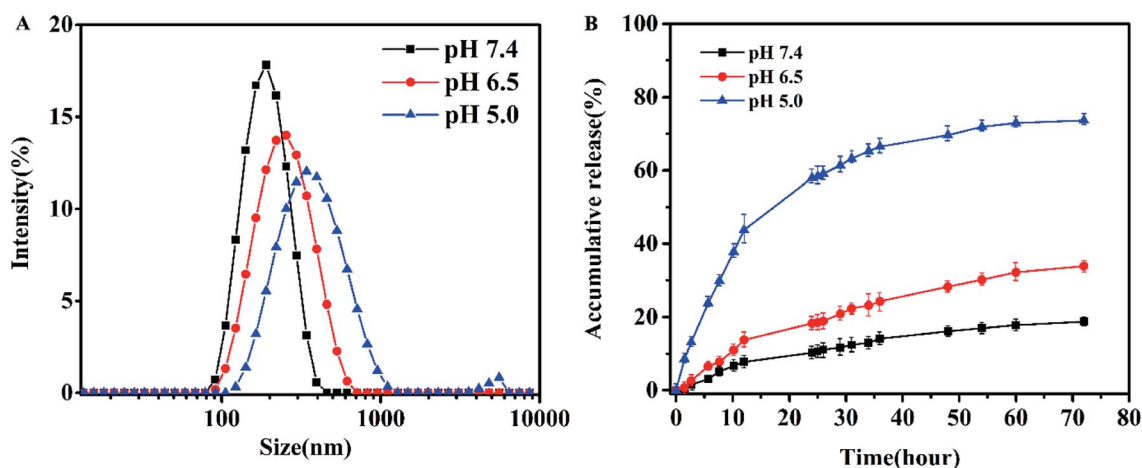 A
20
15
10
5
0
Intensity(%)
pH 7.4
pH 6.5
pH 5.0
100
1000
10000
Size(nm)
B
100
80
60
40
20
0
Accumulative release(%)
pH 7.4
pH 6.5
pH 5.0
0
10
20
30
40
50
60
70
80
Time(hour)